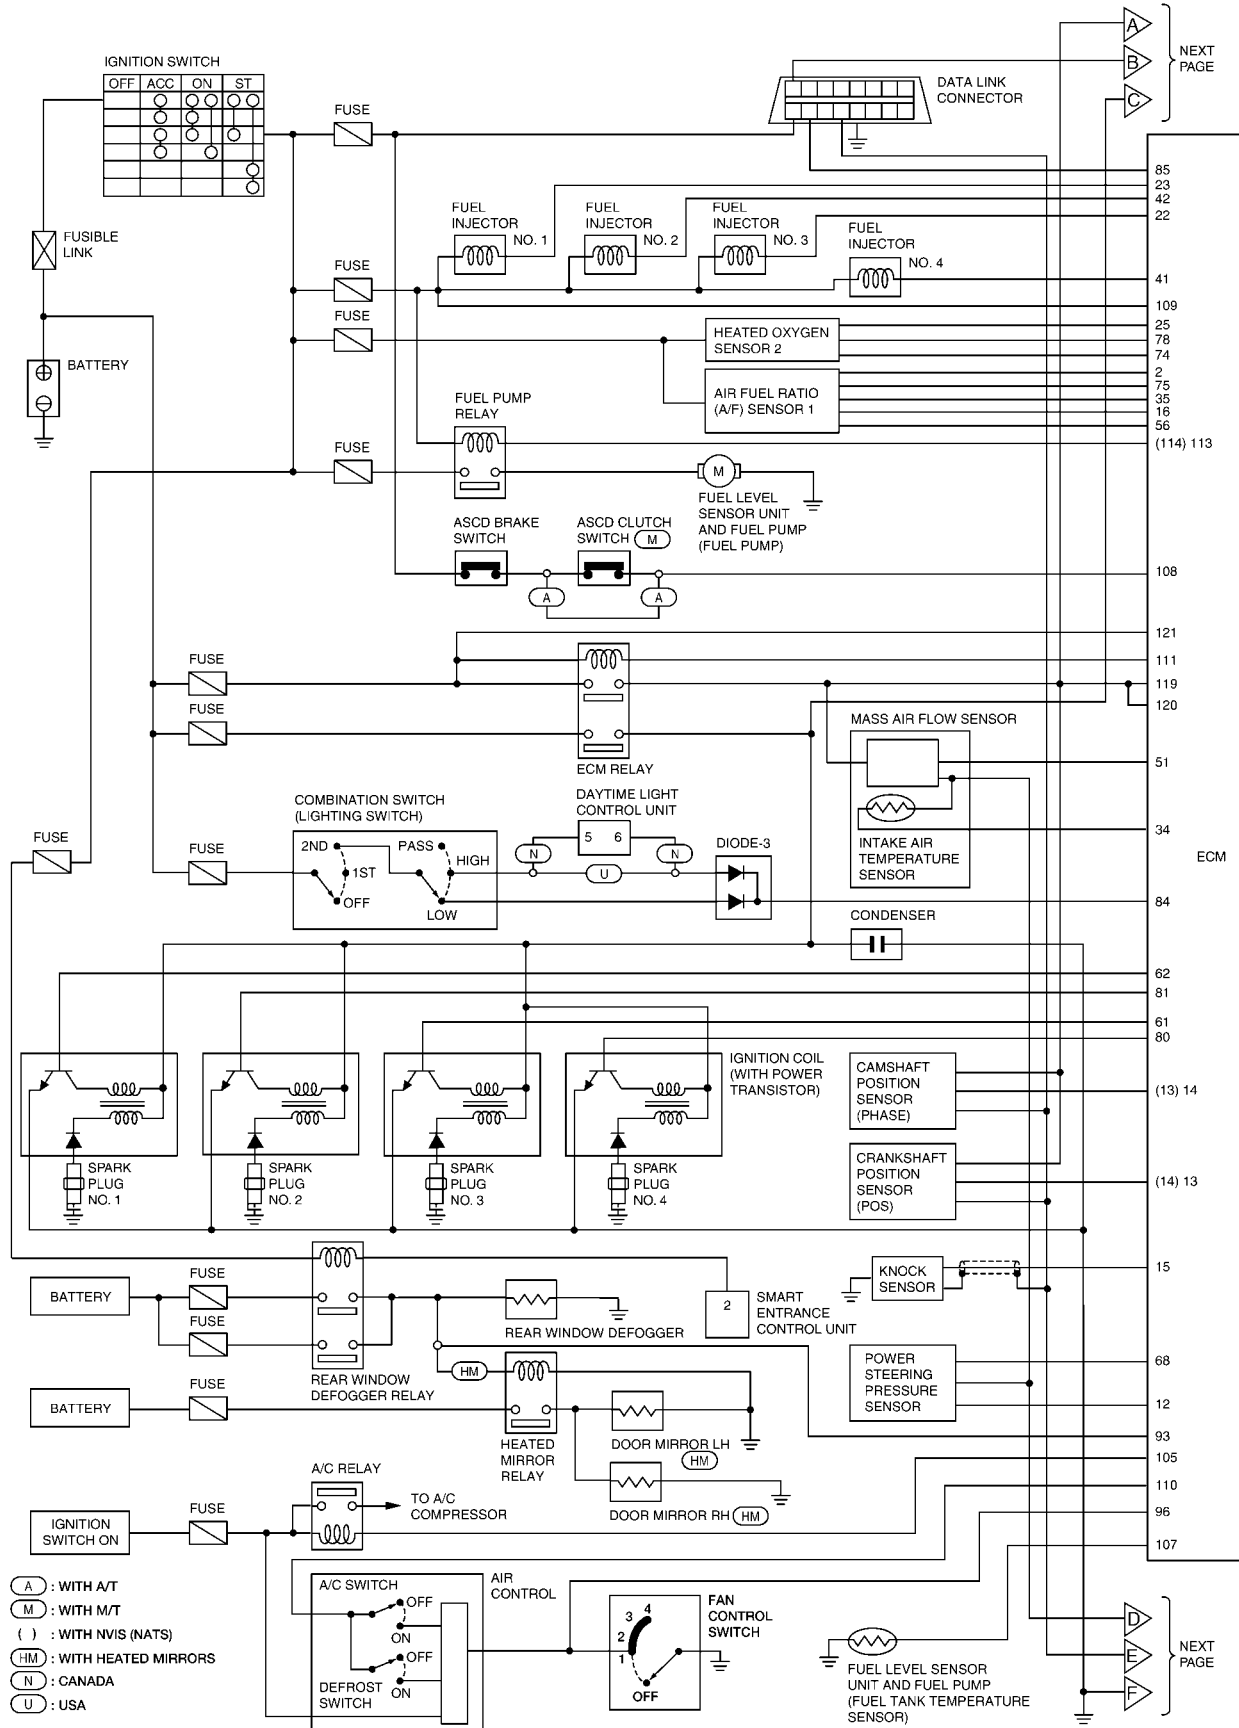 A
NEXT
PAGE
B
C
IGNITION SWITCH
OFF ACC ON ST
FUSE
DATA LINK
CONNECTOR
85
23
42
22
FUEL
INJECTOR
NO. 1
FUEL
INJECTOR
NO. 2
FUEL
INJECTOR
NO. 3
FUEL
INJECTOR
NO. 4
FUSIBLE
LINK
FUSE
41
109
FUSE
HEATED OXYGEN
SENSOR 2
25
78
74
BATTERY
AIR FUEL RATIO
(A/F) SENSOR 1
2
75
35
16
56
FUEL PUMP
RELAY
(114) 113
FUSE
M
FUEL LEVEL
SENSOR UNIT
AND FUEL PUMP
(FUEL PUMP)
ASCD BRAKE
SWITCH
ASCD CLUTCH
SWITCH M
108
A
A
121
111
119
120
FUSE
FUSE
ECM RELAY
MASS AIR FLOW SENSOR
51
34
INTAKE AIR
TEMPERATURE
SENSOR
ECM
COMBINATION SWITCH
(LIGHTING SWITCH)
2ND
1ST
OFF
PASS
HIGH
LOW
DAYTIME LIGHT
CONTROL UNIT
5 6
N
N
U
DIODE-3
FUSE
FUSE
84
CONDENSER
62
81
61
80
IGNITION COIL
(WITH POWER
TRANSISTOR)
CAMSHAFT
POSITION
SENSOR
(PHASE)
(13) 14
SPARK
PLUG
NO. 1
SPARK
PLUG
NO. 2
SPARK
PLUG
NO. 3
SPARK
PLUG
NO. 4
CRANKSHAFT
POSITION
SENSOR
(POS)
(14) 13
KNOCK
SENSOR
15
BATTERY
FUSE
FUSE
REAR WINDOW
DEFOGGER RELAY
REAR WINDOW DEFOGGER
2
SMART
ENTRANCE
CONTROL UNIT
POWER
STEERING
PRESSURE
SENSOR
68
12
BATTERY
FUSE
HM
HEATED
MIRROR
RELAY
DOOR MIRROR LH
HM
DOOR MIRROR RH HM
93
105
110
96
107
A/C RELAY
TO A/C
COMPRESSOR
IGNITION
SWITCH ON
FUSE
A : WITH A/T
M : WITH M/T
( ) : WITH NVIS (NATS)
HM : WITH HEATED MIRRORS
N : CANADA
U : USA
A/C SWITCH
OFF
ON
DEFROST
SWITCH
OFF
ON
AIR
CONTROL
4
3
2
1
OFF
FAN
CONTROL
SWITCH
FUEL LEVEL SENSOR
UNIT AND FUEL PUMP
(FUEL TANK TEMPERATURE
SENSOR)
D
E
F
NEXT
PAGE